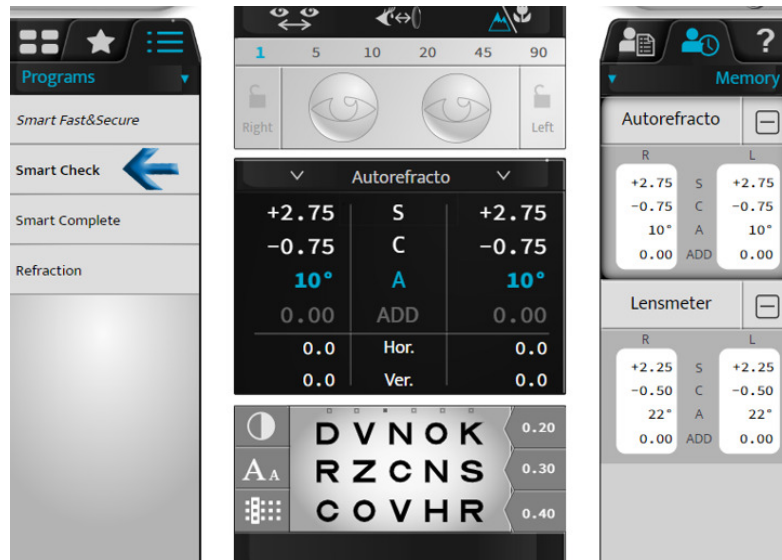 Programs
Smart Fast&Secure
Smart Check
Smart Complete
Refraction
1 5 10 20 45 90
Right Left
Autorefracto
+2.75 S +2.75
−0.75 C −0.75
10° A 10°
0.00 ADD 0.00
0.0 Hor. 0.0
0.0 Ver. 0.0
A A
D V N O K 0.20
R Z C N S 0.30
C O V H R 0.40
?
Memory
Autorefracto
R L
+2.75 S +2.75
−0.75 C −0.75
10° A 10°
0.00 ADD 0.00
Lensmeter
R L
+2.25 S +2.25
−0.50 C −0.50
22° A 22°
0.00 ADD 0.00